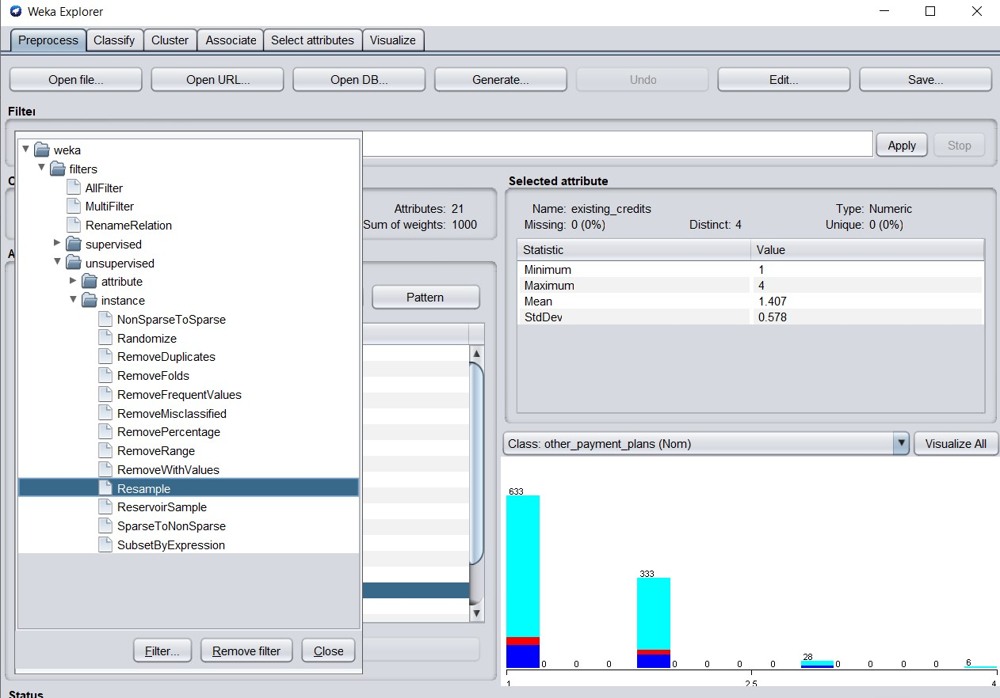 Weka Explorer
Preprocess Classify Cluster Associate Select attributes Visualize
Open file... Open URL... Open DB... Generate... Undo Edit... Save...
Filter
Apply Stop
weka
filters
AllFilter
MultiFilter
RenameRelation
supervised
unsupervised
attribute
instance
NonSparseToSparse
Randomize
RemoveDuplicates
RemoveFolds
RemoveFrequentValues
RemoveMisclassified
RemovePercentage
RemoveRange
RemoveWithValues
Resample
ReservoirSample
SparseToNonSparse
SubsetByExpression
Filter... Remove filter Close
Attributes: 21
Sum of weights: 1000
Pattern
Selected attribute
Name: existing_credits Type: Numeric
Missing: 0 (0%) Distinct: 4 Unique: 0 (0%)
Statistic Value
Minimum 1
Maximum 4
Mean 1.407
StdDev 0.578
Class: other_payment_plans (Nom) Visualize All
633
333
0 0 0 0 0 0 0 28 0 0 0 0 6
1 2.5 4
Status